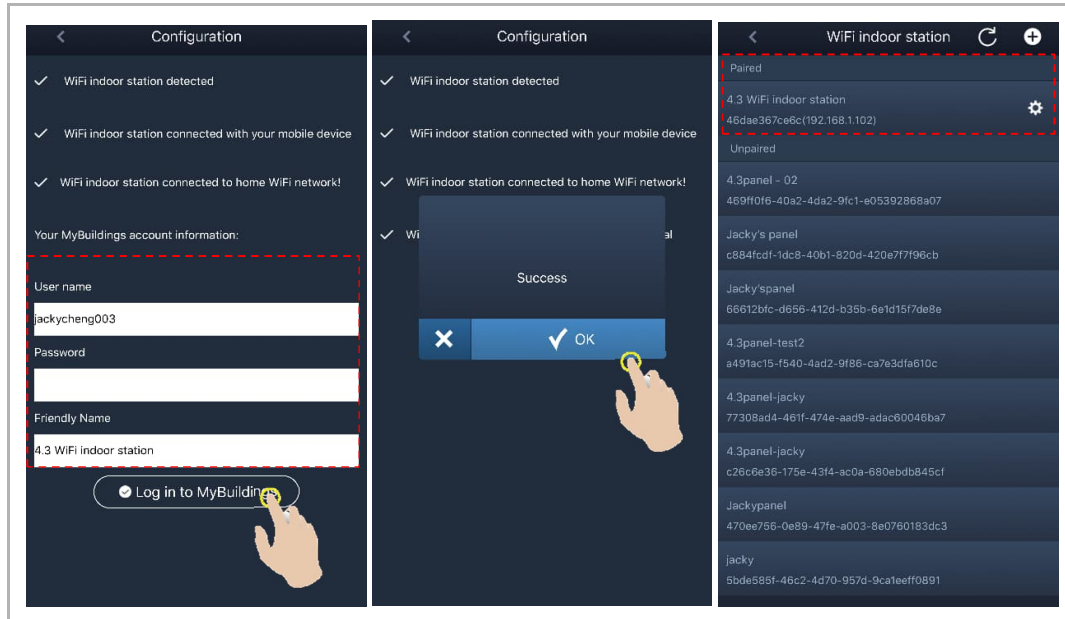 Configuration
WiFi indoor station detected
WiFi indoor station connected with your mobile device
WiFi indoor station connected to home WiFi network!
Your MyBuildings account information:
User name
jackycheng003
Password
Friendly Name
4.3 WiFi indoor station
Log in to MyBuildings
Configuration
WiFi indoor station detected
WiFi indoor station connected with your mobile device
WiFi indoor station connected to home WiFi network!
Wi
al
Success
OK
WiFi indoor station
Paired
4.3 WiFi indoor station
46dae367ce6c(192.168.1.102)
Unpaired
4.3panel - 02
469ff0f6-40a2-4da2-9fc1-e05392868a07
Jacky's panel
c884fcdf-1dc8-40b1-820d-420e7f7f96cb
Jacky'spanel
66612bfc-d656-412d-b35b-6e1d15f7de8e
4.3panel-test2
a491ac15-f540-4ad2-9f86-ca7e3dfa610c
4.3panel-jacky
77308ad4-461f-474e-aad9-adac60046ba7
4.3panel-jacky
c26c6e36-175e-43f4-ac0a-680ebdb845cf
Jackypanel
470ee756-0e89-47fe-a003-8e0760183dc3
jacky
5bde585f-46c2-4d70-957d-9ca1eeff0891